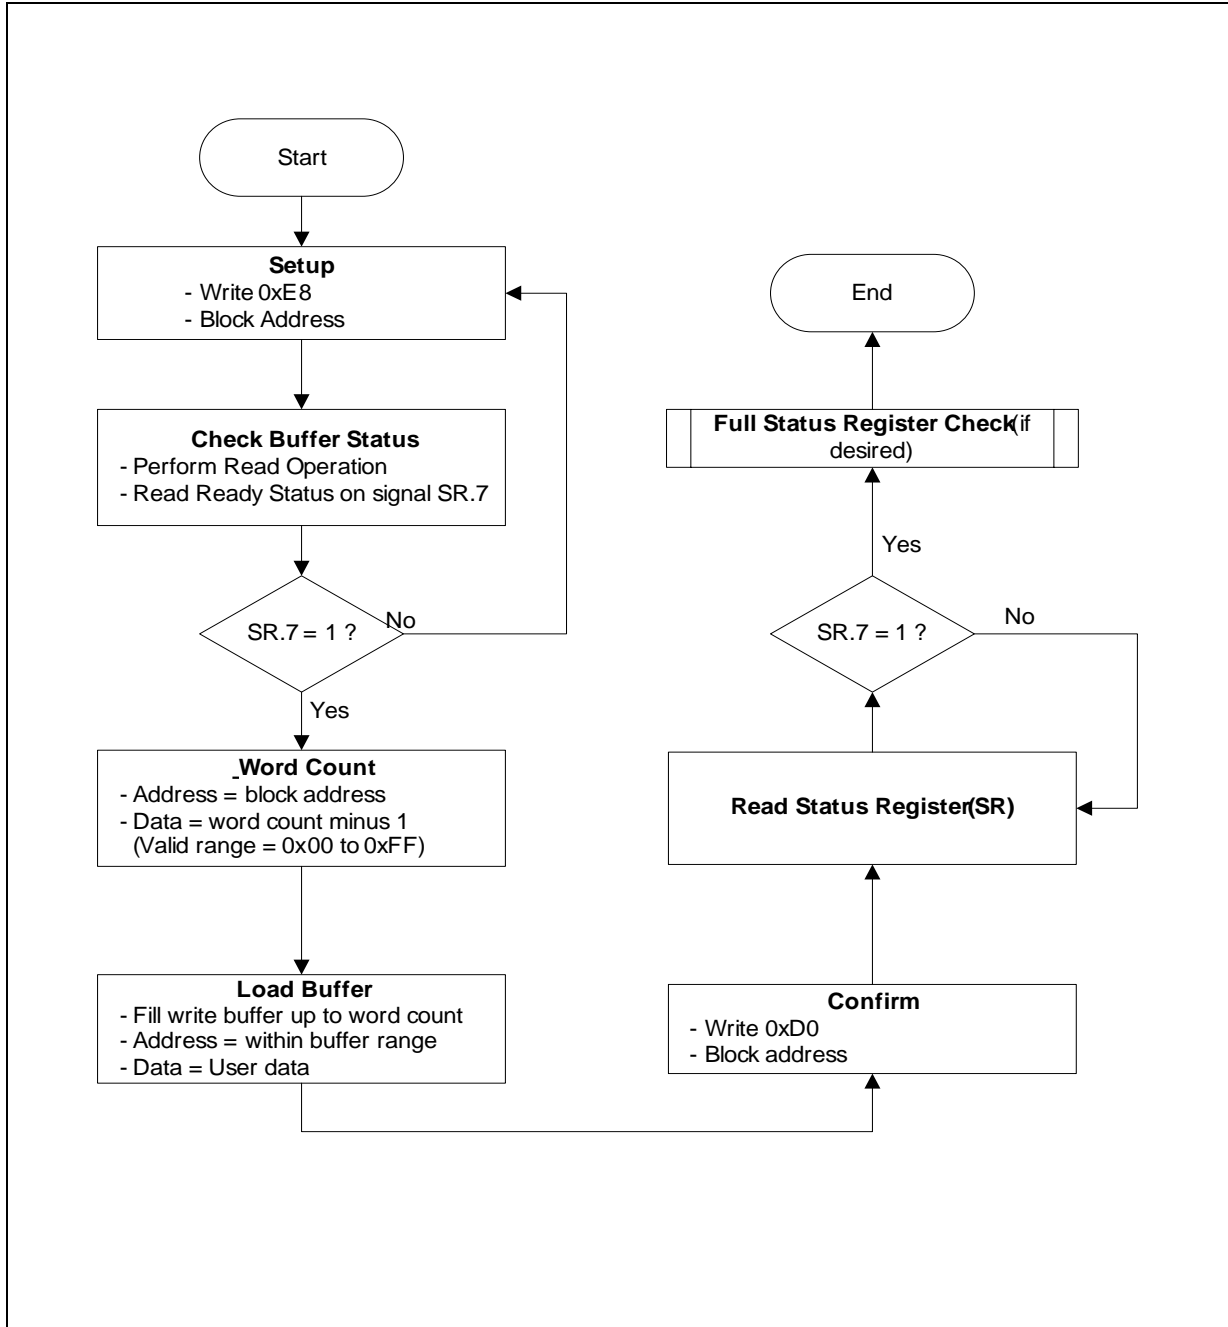 Start
Setup
- Write 0xE8
- Block Address
Check Buffer Status
- Perform Read Operation
- Read Ready Status on signal SR.7
SR.7 = 1 ?
No
Yes
_Word Count
- Address = block address
- Data = word count minus 1
(Valid range = 0x00 to 0xFF)
Load Buffer
- Fill write buffer up to word count
- Address = within buffer range
- Data = User data
Confirm
- Write 0xD0
- Block address
Read Status Register(SR)
SR.7 = 1 ?
No
Yes
Full Status Register Check(if
desired)
End